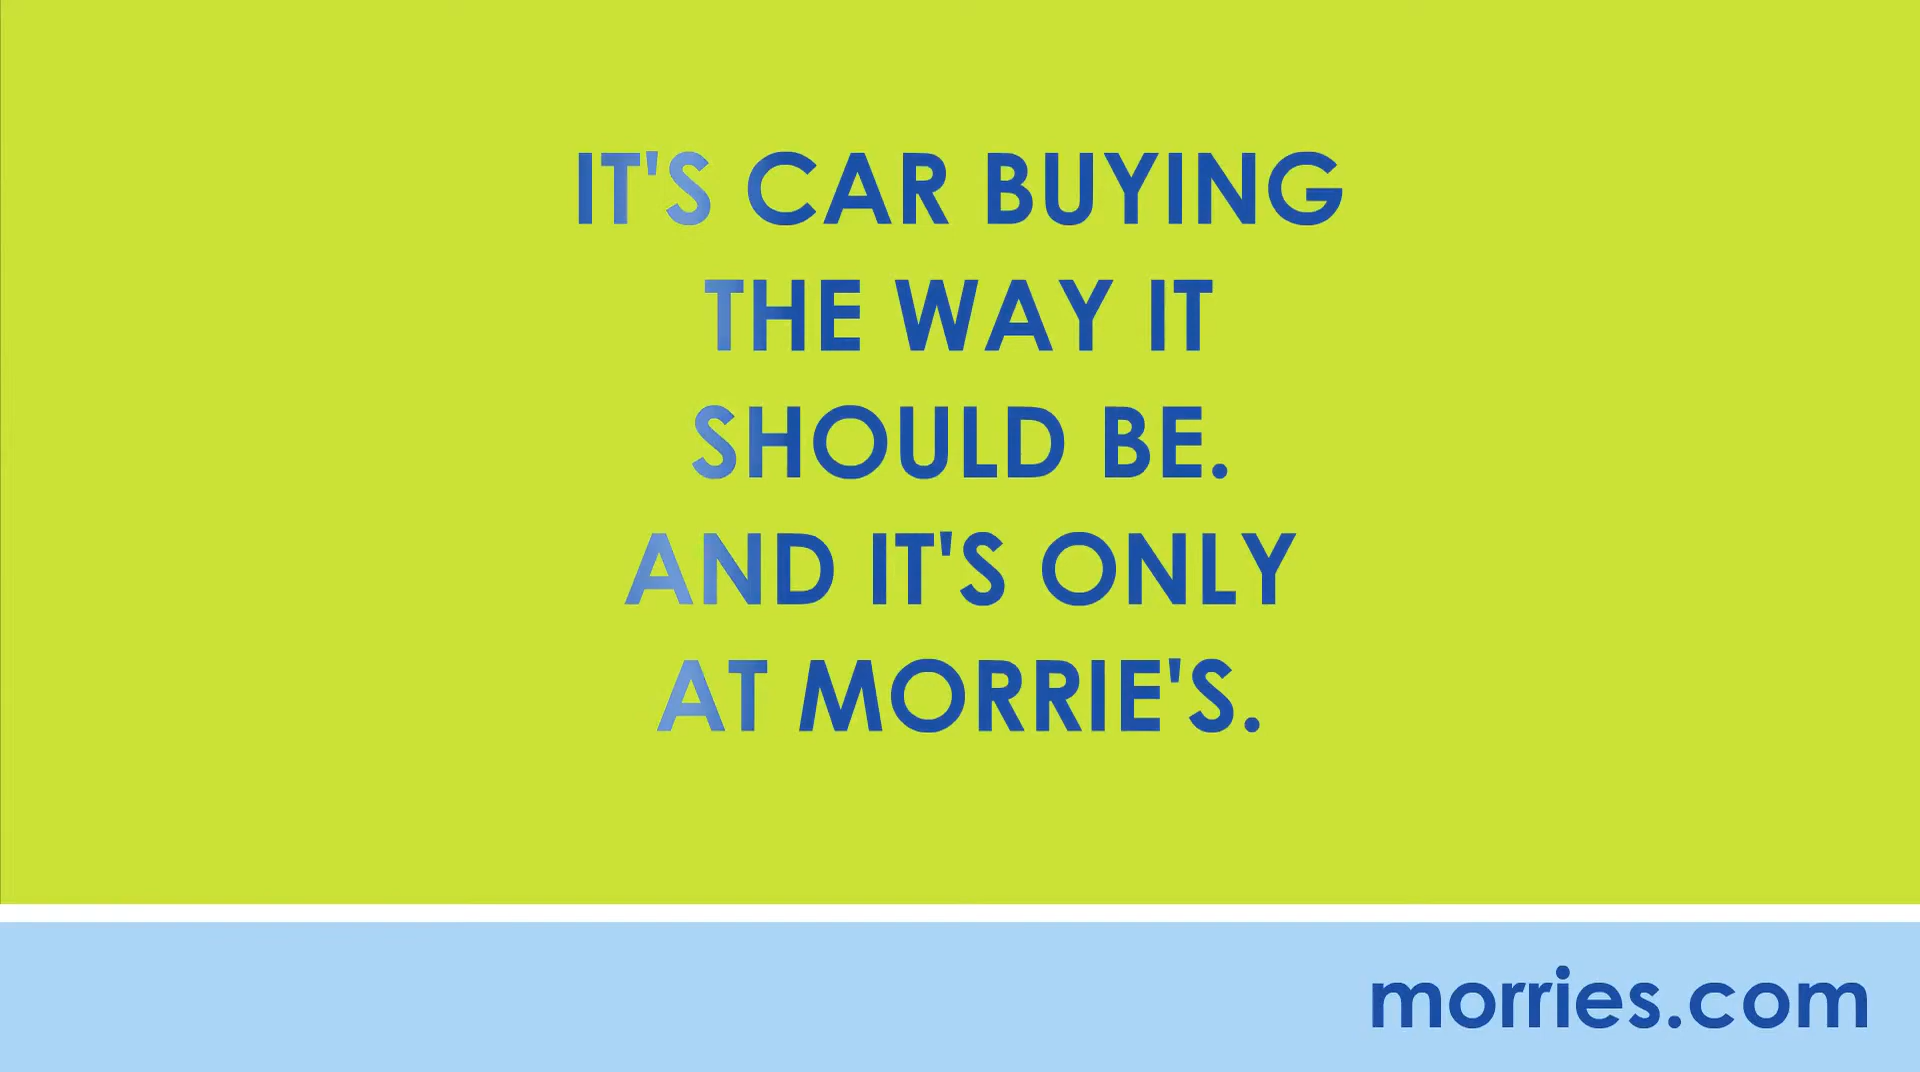 IT'S CAR BUYING
THE WAY IT
SHOULD BE.
AND IT'S ONLY
AT MORRIE'S.
morries.com